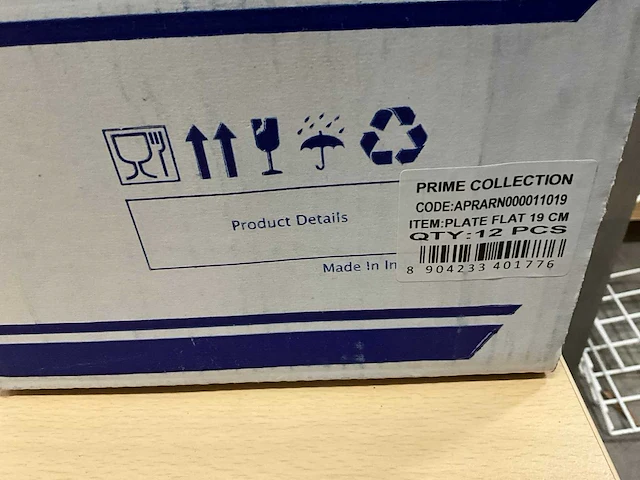 Product Details
Made In In
PRIME COLLECTION
CODE:APRARN000011019
ITEM:PLATE FLAT 19 CM
QTY:12 PCS
8 904233 401776